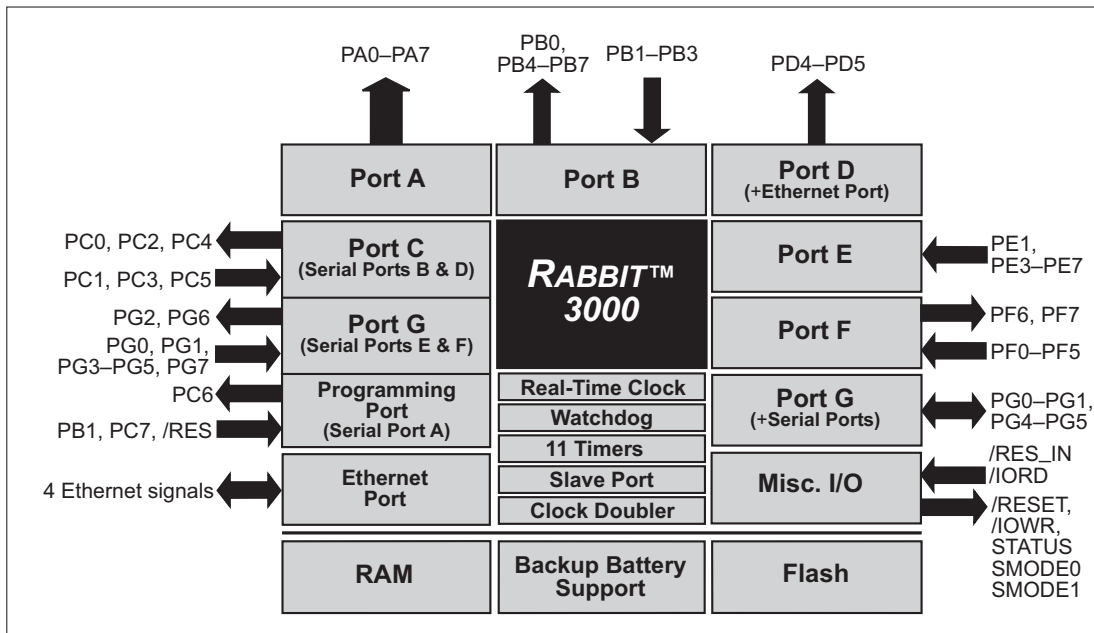 PA0–PA7
PB0,
PB4–PB7
PB1–PB3
PD4–PD5
Port A
Port B
Port D
(+Ethernet Port)
PC0, PC2, PC4
PC1, PC3, PC5
Port C
(Serial Ports B & D)
RABBIT™
3000
Port E
PE1,
PE3–PE7
PG2, PG6
PG0, PG1,
PG3–PG5, PG7
Port G
(Serial Ports E & F)
Port F
PF6, PF7
PF0–PF5
PC6
PB1, PC7, /RES
Programming
Port
(Serial Port A)
Real-Time Clock
Watchdog
11 Timers
Slave Port
Clock Doubler
Port G
(+Serial Ports)
PG0–PG1,
PG4–PG5
4 Ethernet signals
Ethernet
Port
Misc. I/O
/RES_IN
/IORD
/RESET,
/IOWR,
STATUS
SMODE0
SMODE1
RAM
Backup Battery
Support
Flash